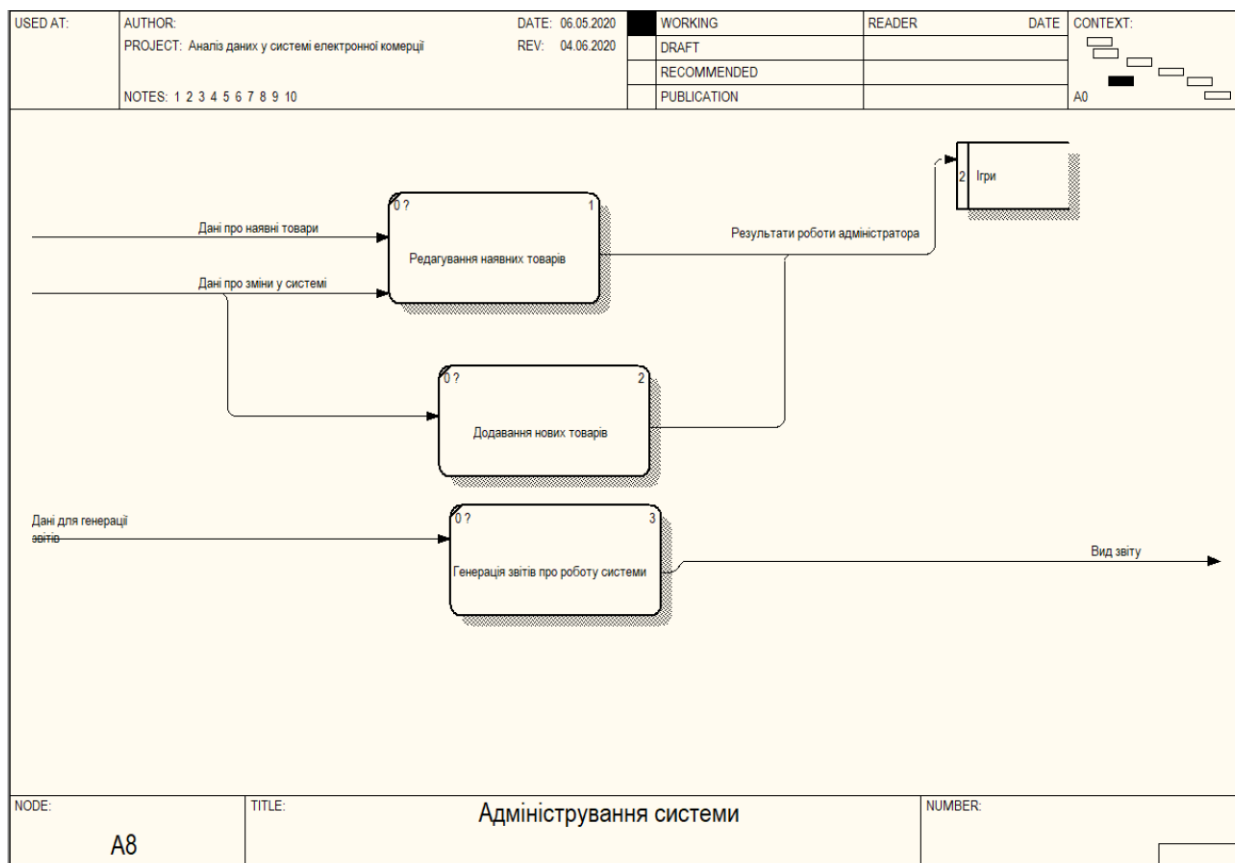 USED AT:
AUTHOR:
DATE: 06.05.2020
PROJECT: Аналіз даних у системі електронної комерції
REV: 04.06.2020
NOTES: 1 2 3 4 5 6 7 8 9 10
WORKING
DRAFT
RECOMMENDED
PUBLICATION
READER DATE
CONTEXT:
A0
2 Ігри
0 ? 1
Дані про наявні товари
Результати роботи адміністратора
Редагування наявних товарів
Дані про зміни у системі
0 ? 2
Додавання нових товарів
0 ? 3
Дані для генерації
звітів
Вид звіту
Генерація звітів про роботу системи
NODE:
A8
TITLE:
Адміністрування системи
NUMBER: